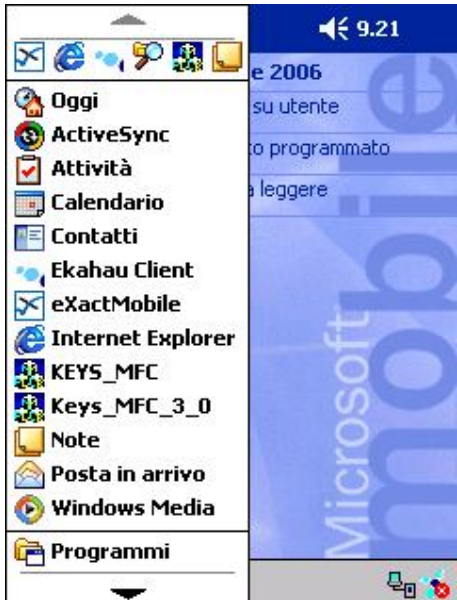 9.21
e 2006
su utente
to programmato
a leggere
Oggi
ActiveSync
Attività
Calendario
Contatti
Ekahau Client
eXactMobile
Internet Explorer
KEYS_MFC
Keys_MFC_3_0
Note
Posta in arrivo
Windows Media
Programmi
Microsoft
mobile